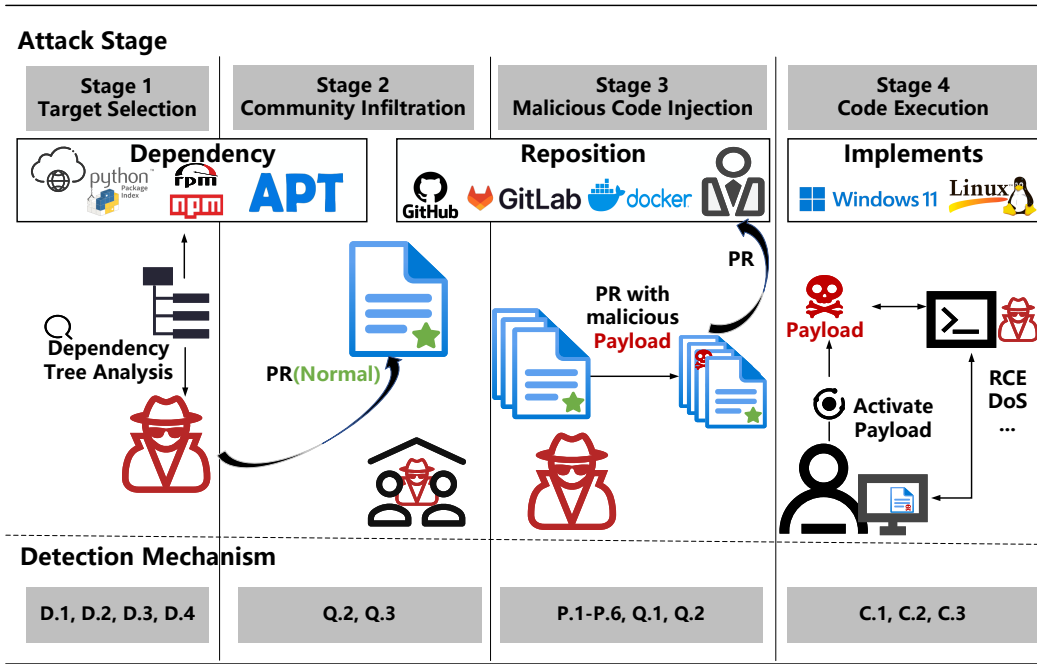 Attack Stage
Stage 1
Target Selection
Stage 2
Community Infiltration
Stage 3
Malicious Code Injection
Stage 4
Code Execution
Dependency
python™
Package
Index
rpm
npm
APT
Reposition
GitHub
GitLab
docker
Implements
Windows 11
Linux
Dependency
Tree Analysis
PR(Normal)
PR with
malicious
Payload
PR
Payload
Activate
Payload
RCE
DoS
...
Detection Mechanism
D.1, D.2, D.3, D.4
Q.2, Q.3
P.1-P.6, Q.1, Q.2
C.1, C.2, C.3